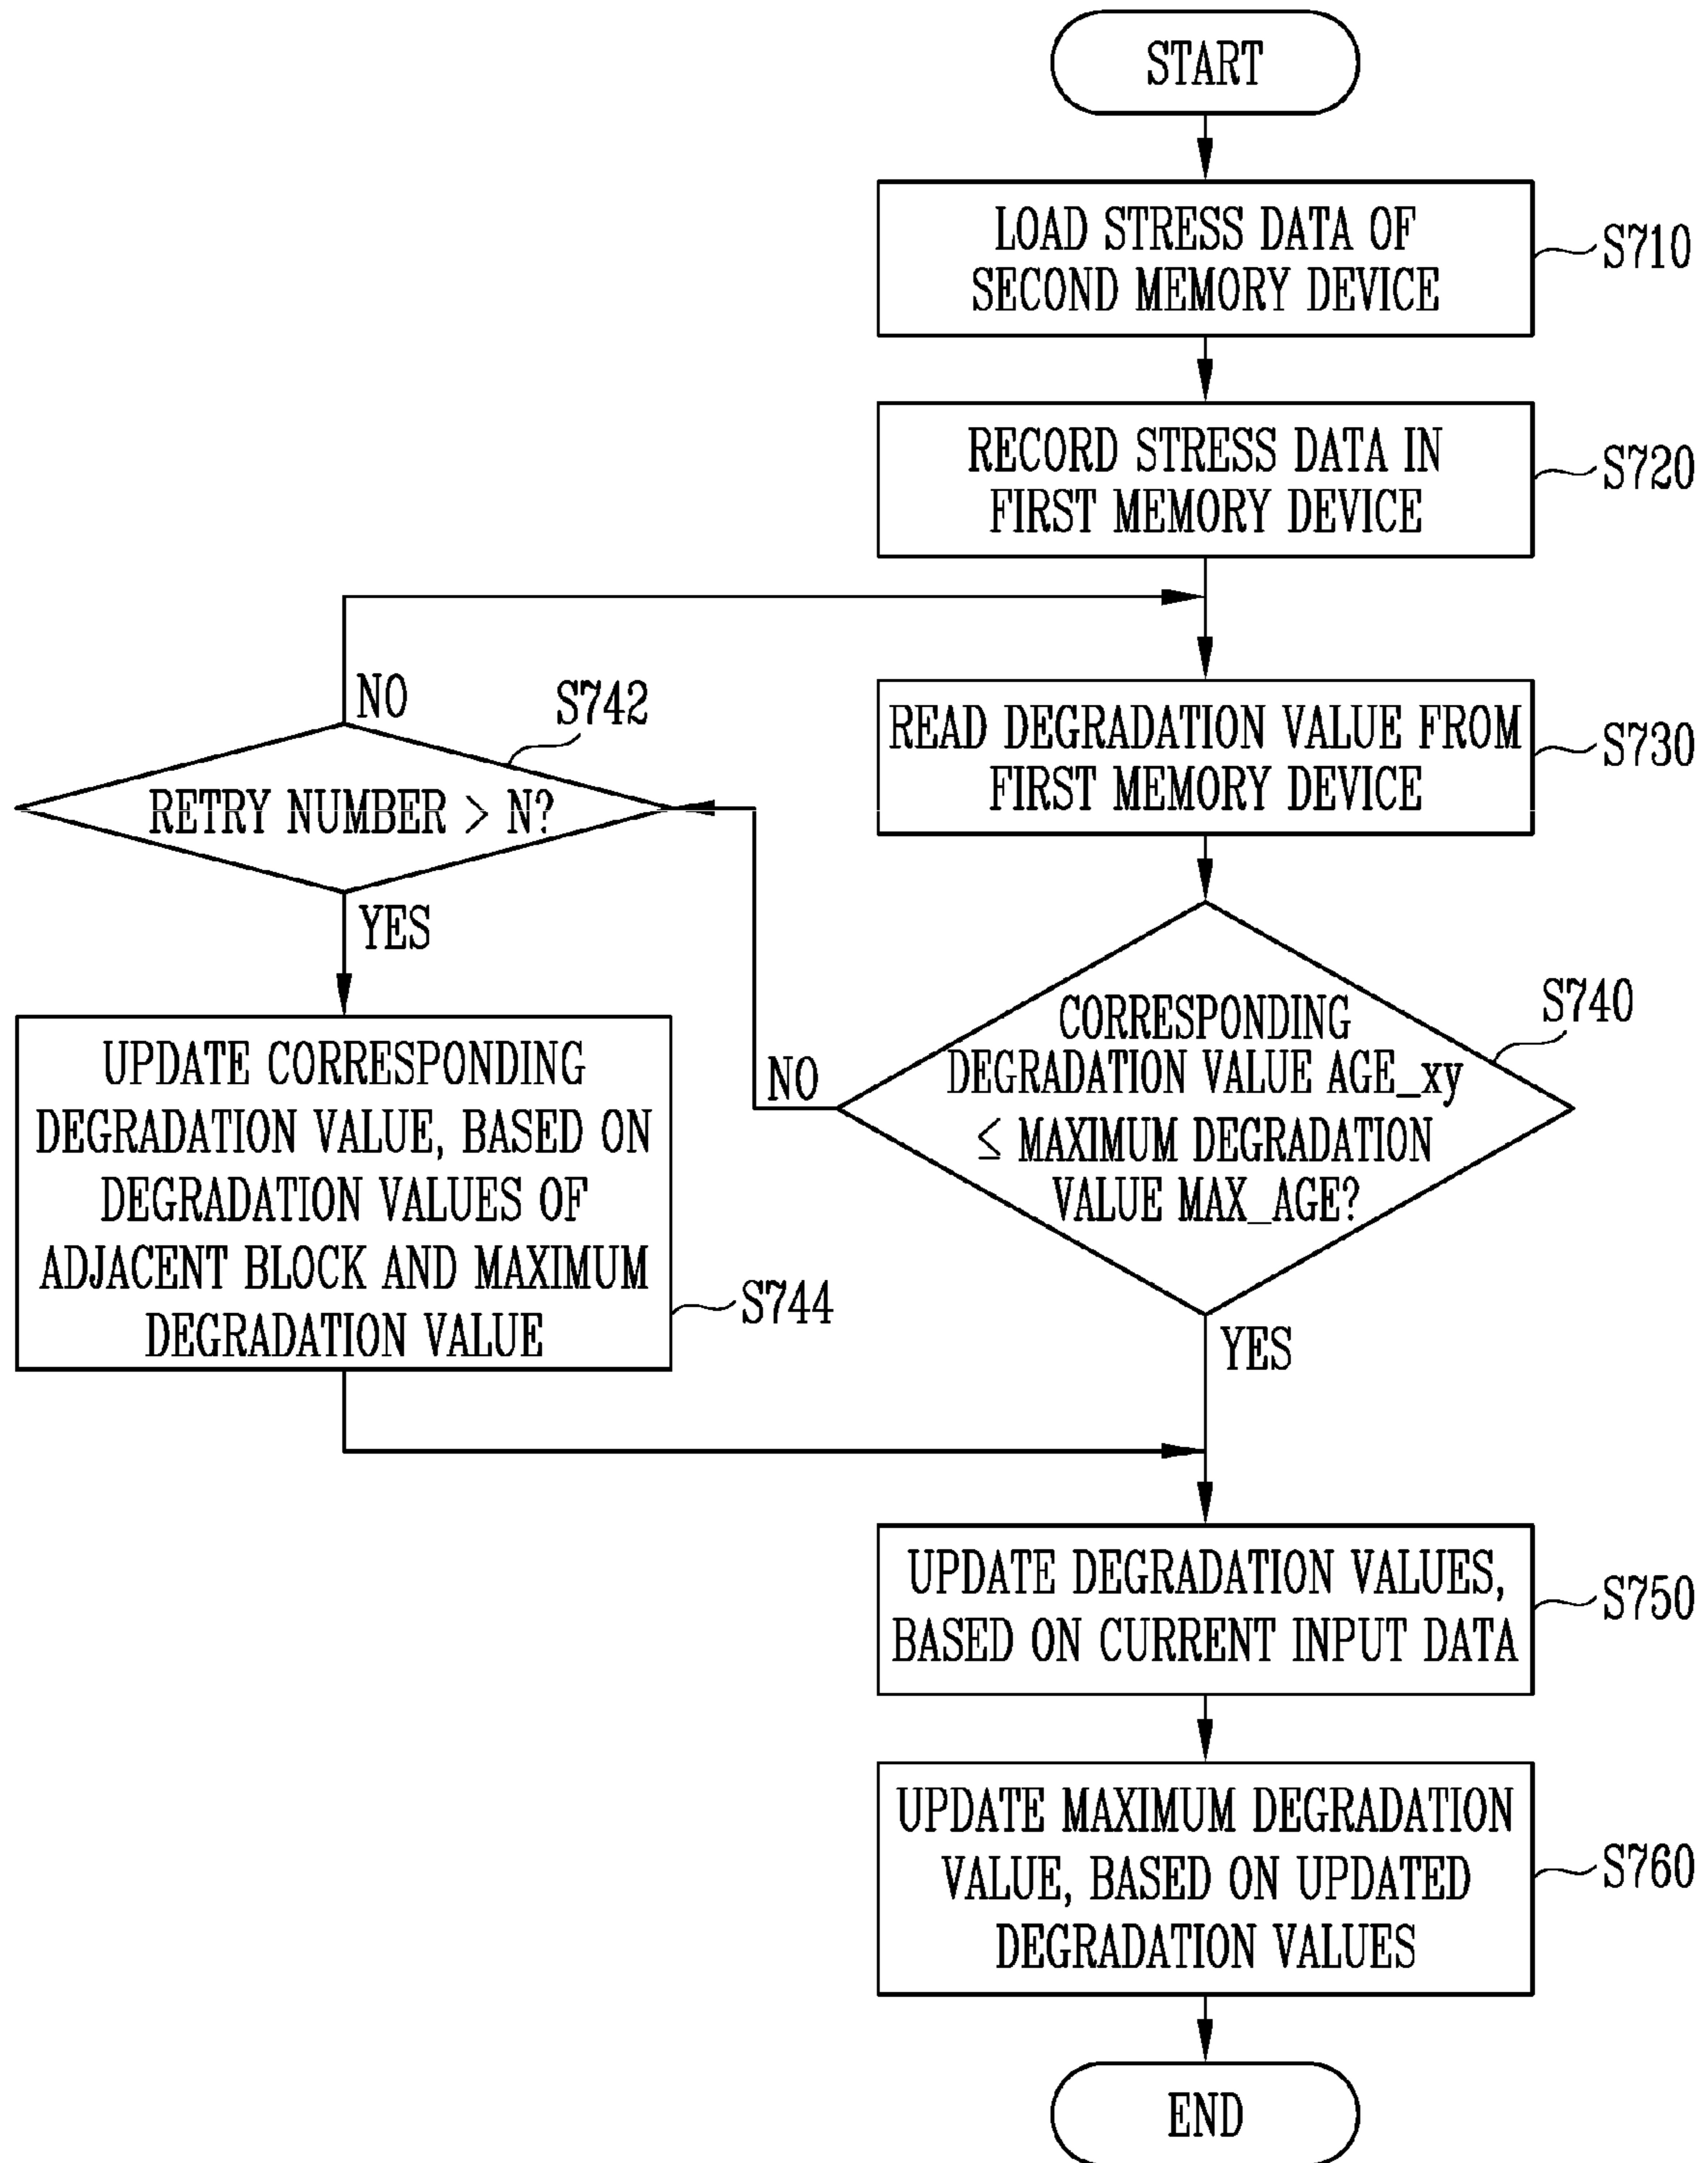 START
LOAD STRESS DATA OF
SECOND MEMORY DEVICE
S710
RECORD STRESS DATA IN
FIRST MEMORY DEVICE
S720
READ DEGRADATION VALUE FROM
FIRST MEMORY DEVICE
S730
CORRESPONDING
DEGRADATION VALUE AGE_xy
≤ MAXIMUM DEGRADATION
VALUE MAX_AGE?
S740
NO
YES
RETRY NUMBER > N?
S742
NO
YES
UPDATE CORRESPONDING
DEGRADATION VALUE, BASED ON
DEGRADATION VALUES OF
ADJACENT BLOCK AND MAXIMUM
DEGRADATION VALUE
S744
UPDATE DEGRADATION VALUES,
BASED ON CURRENT INPUT DATA
S750
UPDATE MAXIMUM DEGRADATION
VALUE, BASED ON UPDATED
DEGRADATION VALUES
S760
END